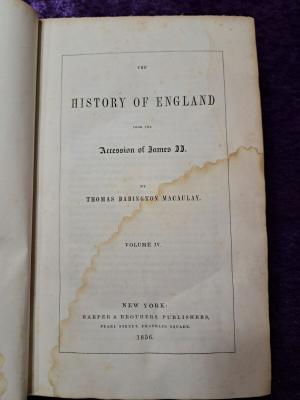 THE
HISTORY OF ENGLAND
FROM THE
Accession of James II.
BY
THOMAS BABINGTON MACAULAY.
VOLUME IV.
NEW YORK:
HARPER & BROTHERS, PUBLISHERS,
PEARL STREET, FRANKLIN SQUARE.
1856.